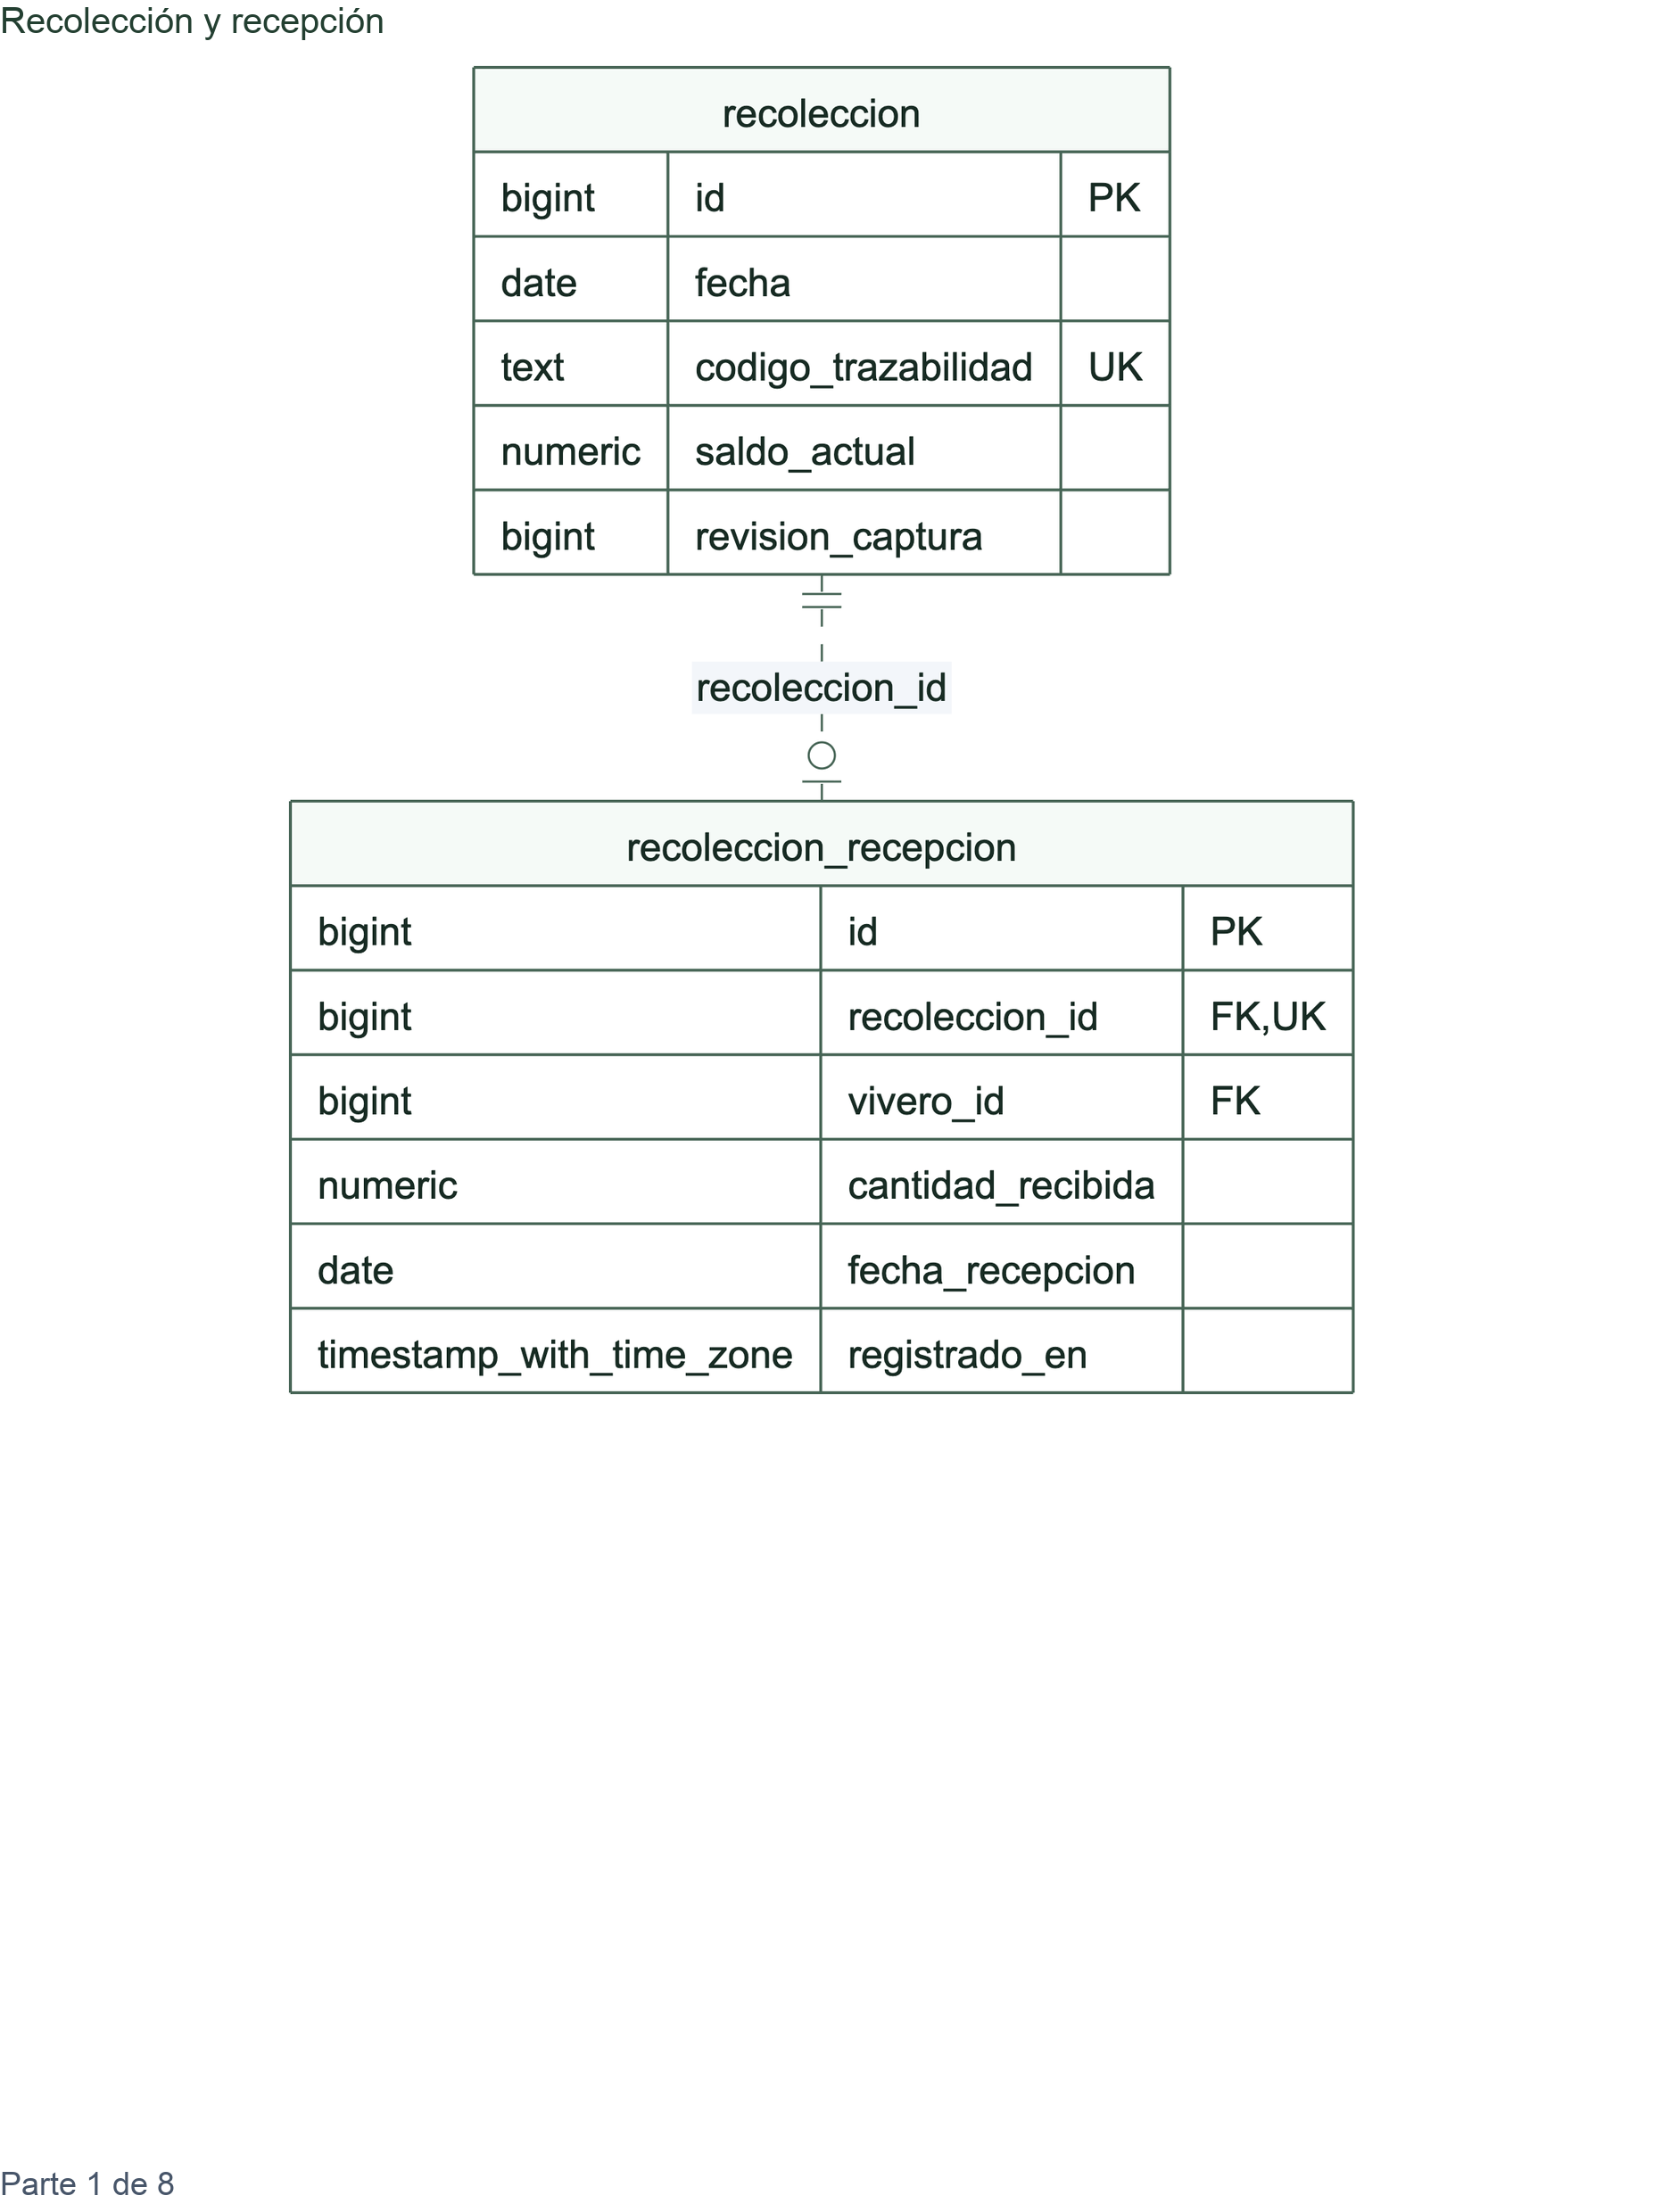 Recolección y recepción
recoleccion
bigint id PK
date fecha
text codigo_trazabilidad UK
numeric saldo_actual
bigint revision_captura
recoleccion_id
recoleccion_recepcion
bigint id PK
bigint recoleccion_id FK,UK
bigint vivero_id FK
numeric cantidad_recibida
date fecha_recepcion
timestamp_with_time_zone registrado_en
Parte 1 de 8